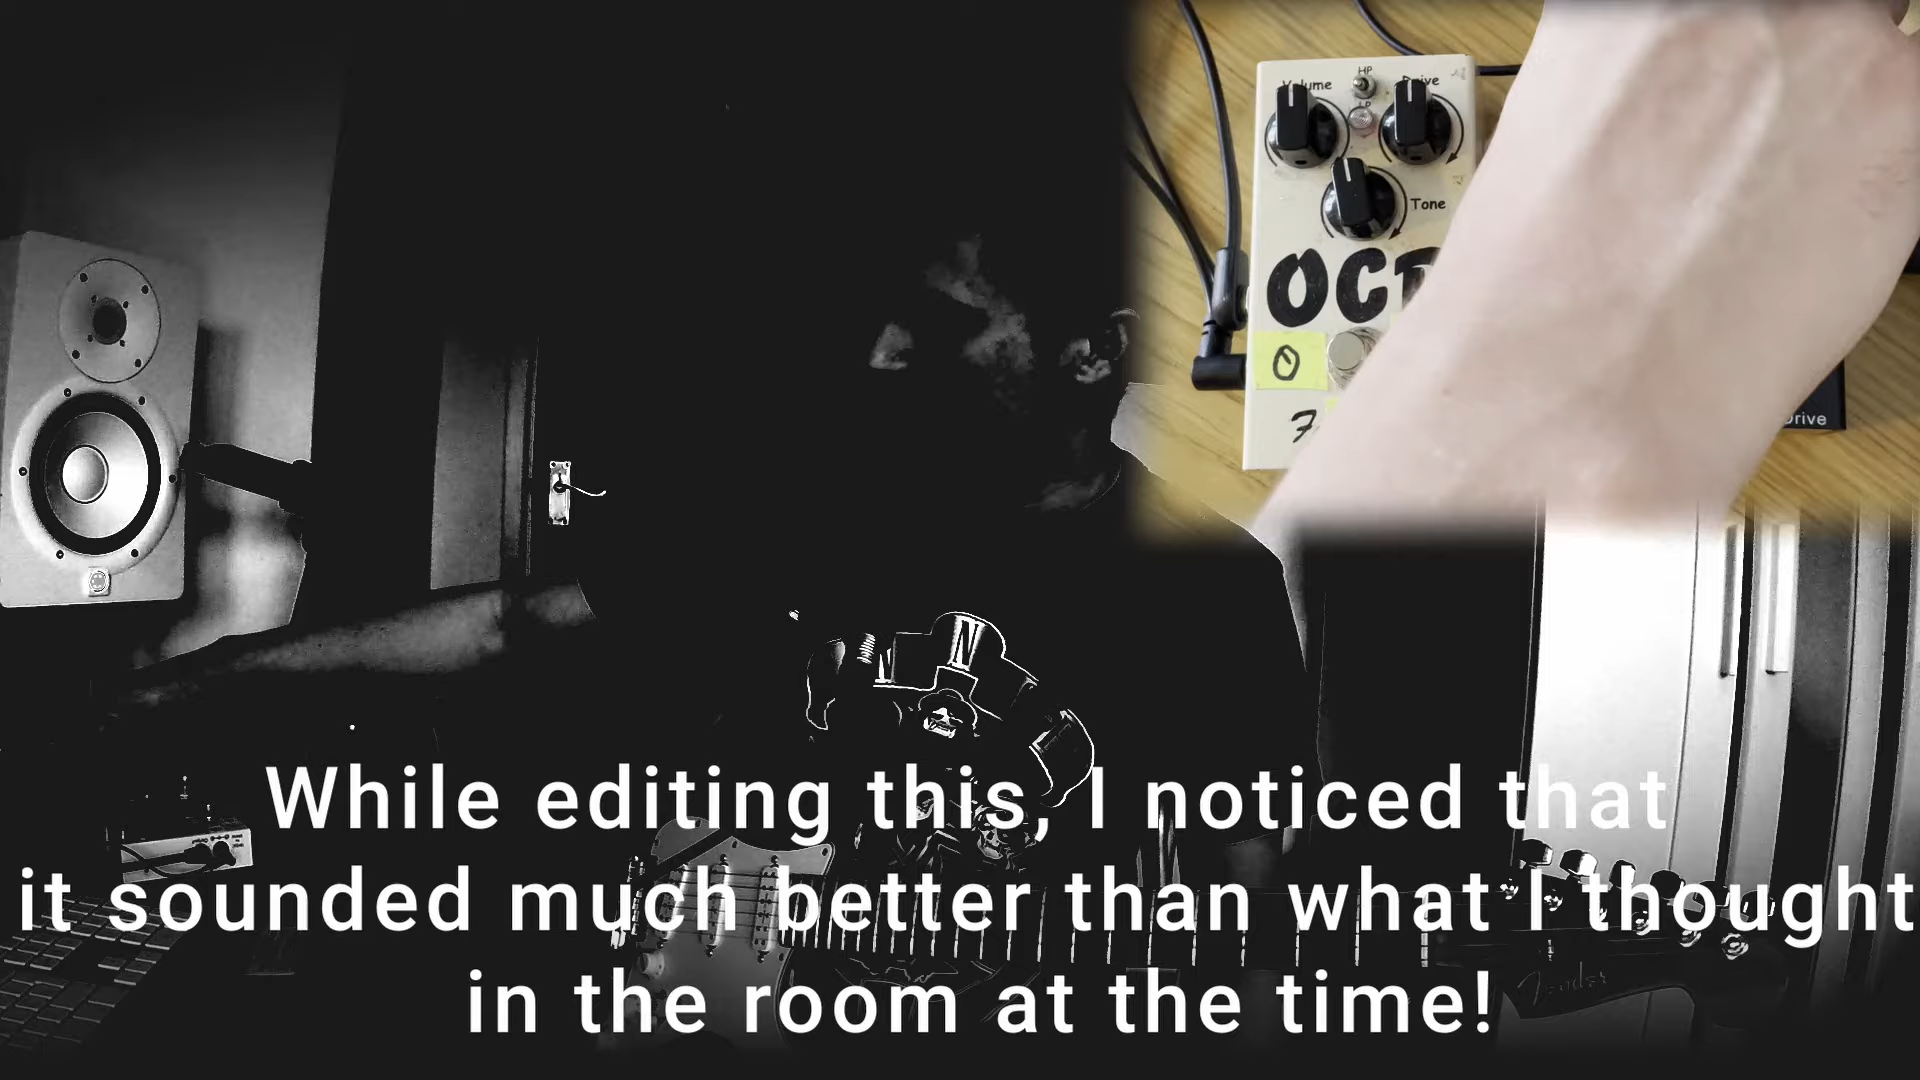 HP
Volume
Drive
LP
Tone
OCD
0
7
Drive
N
While editing this, I noticed that
it sounded much better than what I thought
in the room at the time!
Fender